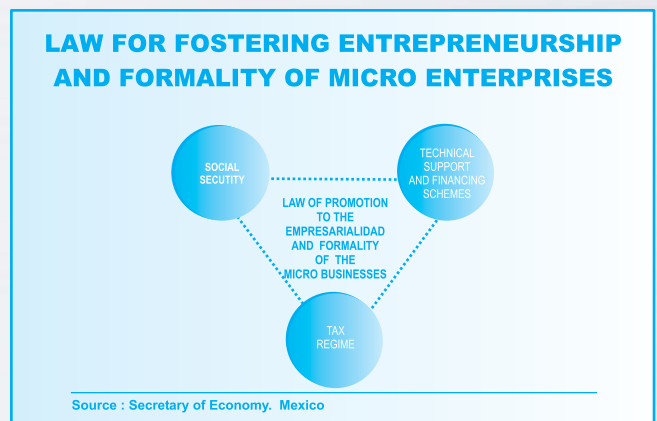 LAW FOR FOSTERING ENTREPRENEURSHIP
AND FORMALITY OF MICRO ENTERPRISES
SOCIAL
SECUTITY
TECHNICAL
SUPPORT
AND FINANCING
SCHEMES
LAW OF PROMOTION
TO THE
EMPRESARIALIDAD
AND FORMALITY
OF THE
MICRO BUSINESSES
TAX
REGIME
Source : Secretary of Economy. Mexico